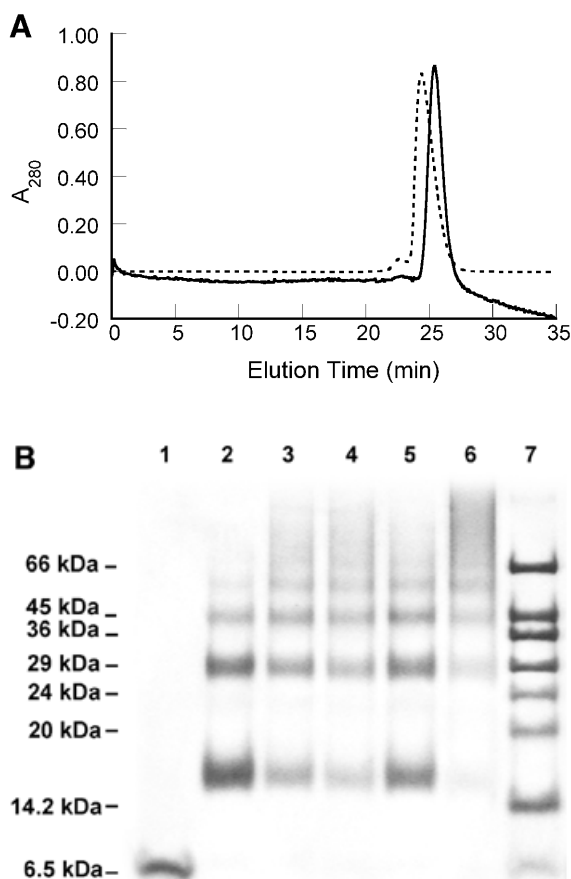 A
1.00
0.80
0.60
0.40
0.20
0.00
-0.20
A280
0 5 10 15 20 25 30 35
Elution Time (min)
B
1 2 3 4 5 6 7
66 kDa
45 kDa
36 kDa
29 kDa
24 kDa
20 kDa
14.2 kDa
6.5 kDa